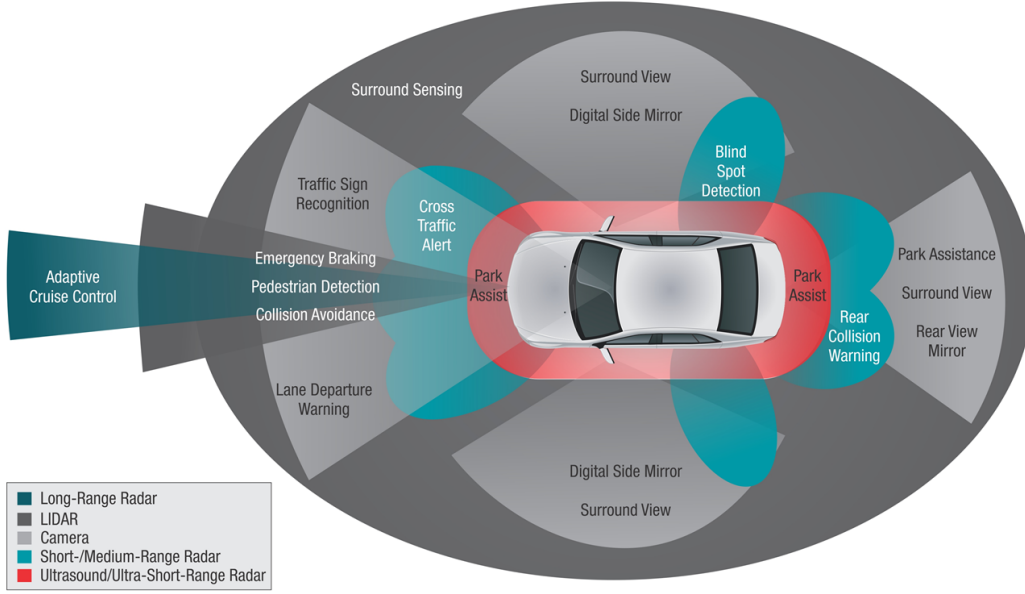 Surround Sensing
Surround View
Digital Side Mirror
Blind
Spot
Detection
Traffic Sign
Recognition
Cross
Traffic
Alert
Emergency Braking
Pedestrian Detection
Collision Avoidance
Adaptive
Cruise Control
Park
Assist
Park
Assist
Park Assistance
Surround View
Rear View
Mirror
Rear
Collision
Warning
Lane Departure
Warning
Digital Side Mirror
Surround View
Long-Range Radar
LIDAR
Camera
Short-/Medium-Range Radar
Ultrasound/Ultra-Short-Range Radar